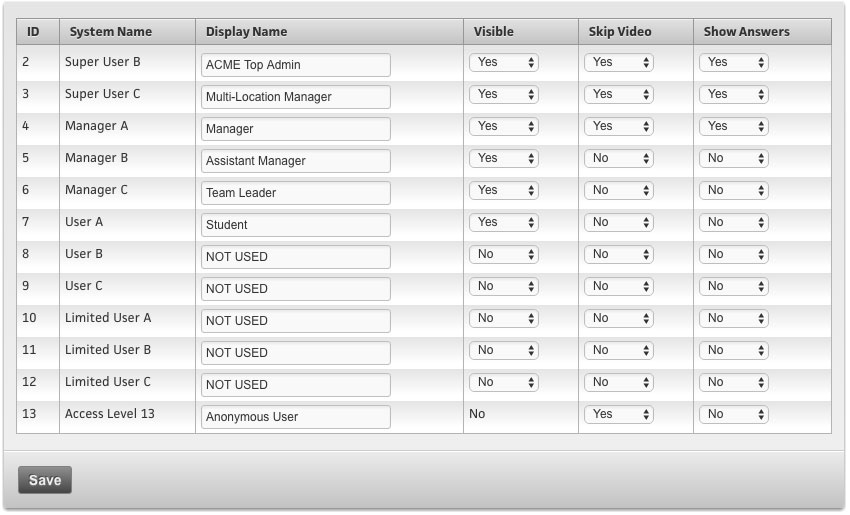 ID System Name Display Name Visible Skip Video Show Answers
2 Super User B ACME Top Admin Yes Yes Yes
3 Super User C Multi-Location Manager Yes Yes Yes
4 Manager A Manager Yes Yes Yes
5 Manager B Assistant Manager Yes No No
6 Manager C Team Leader Yes No No
7 User A Student Yes No No
8 User B NOT USED No No No
9 User C NOT USED No No No
10 Limited User A NOT USED No No No
11 Limited User B NOT USED No No No
12 Limited User C NOT USED No No No
13 Access Level 13 Anonymous User No Yes No
Save